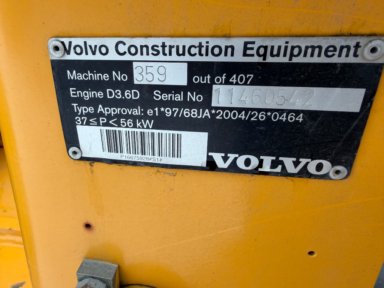 Volvo Construction Equipment
Machine No 359 out of 407
Engine D3.6D Serial No 11460542
Type Approval: e1*97/68JA*2004/26*0464
37 ≤ P < 56 kW
VOLVO